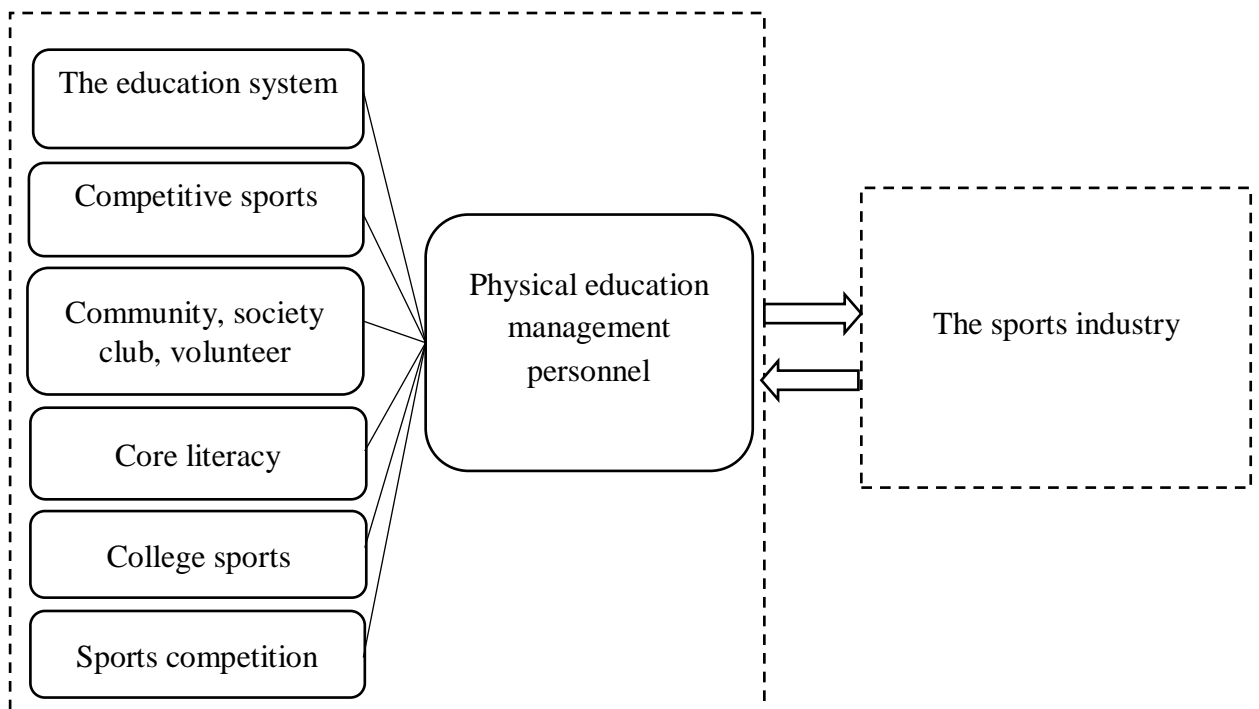 The education system
Competitive sports
Community, society
club, volunteer
Core literacy
College sports
Sports competition
Physical education
management
personnel
The sports industry